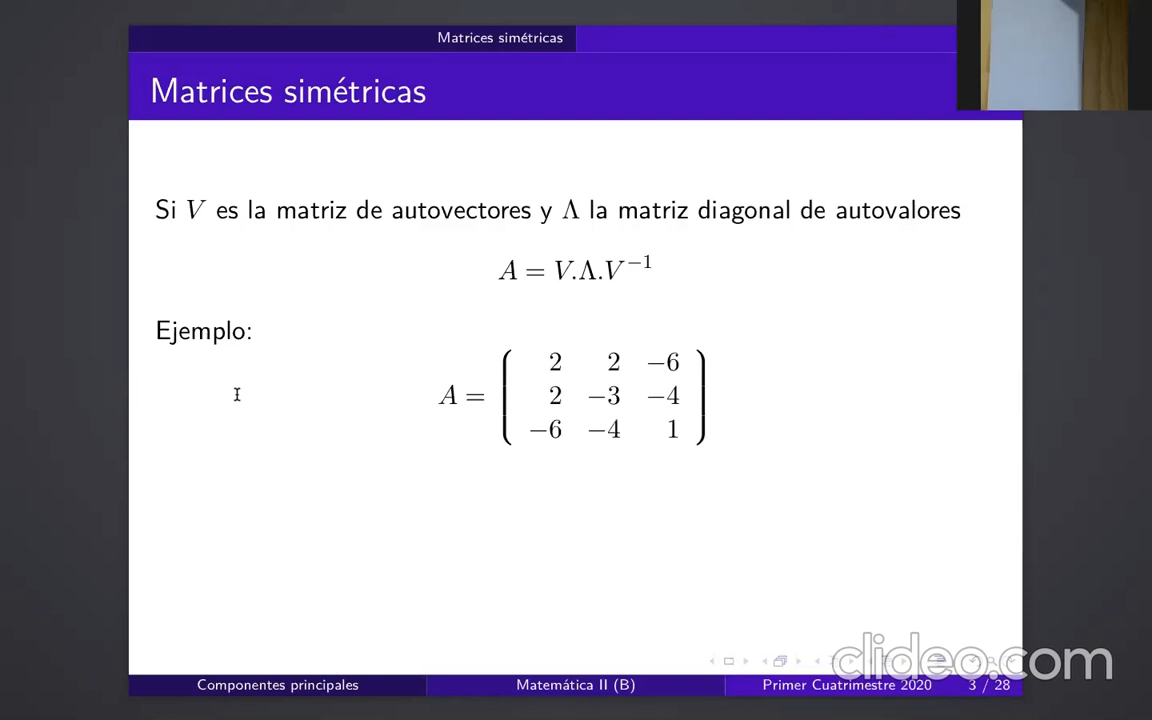 Matrices simétricas
Matrices simétricas
Si V es la matriz de autovectores y Λ la matriz diagonal de autovalores
A = V.Λ.V⁻¹
Ejemplo:
A = ( 2 2 −6
2 −3 −4
−6 −4 1 )
clideo.com
Componentes principales Matemática II (B) Primer Cuatrimestre 2020 3 / 28